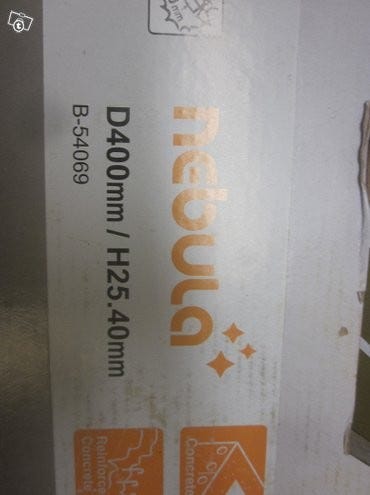 nebula
D400mm / H25.40mm
B-54069
Concrete
Reinforced
Concrete